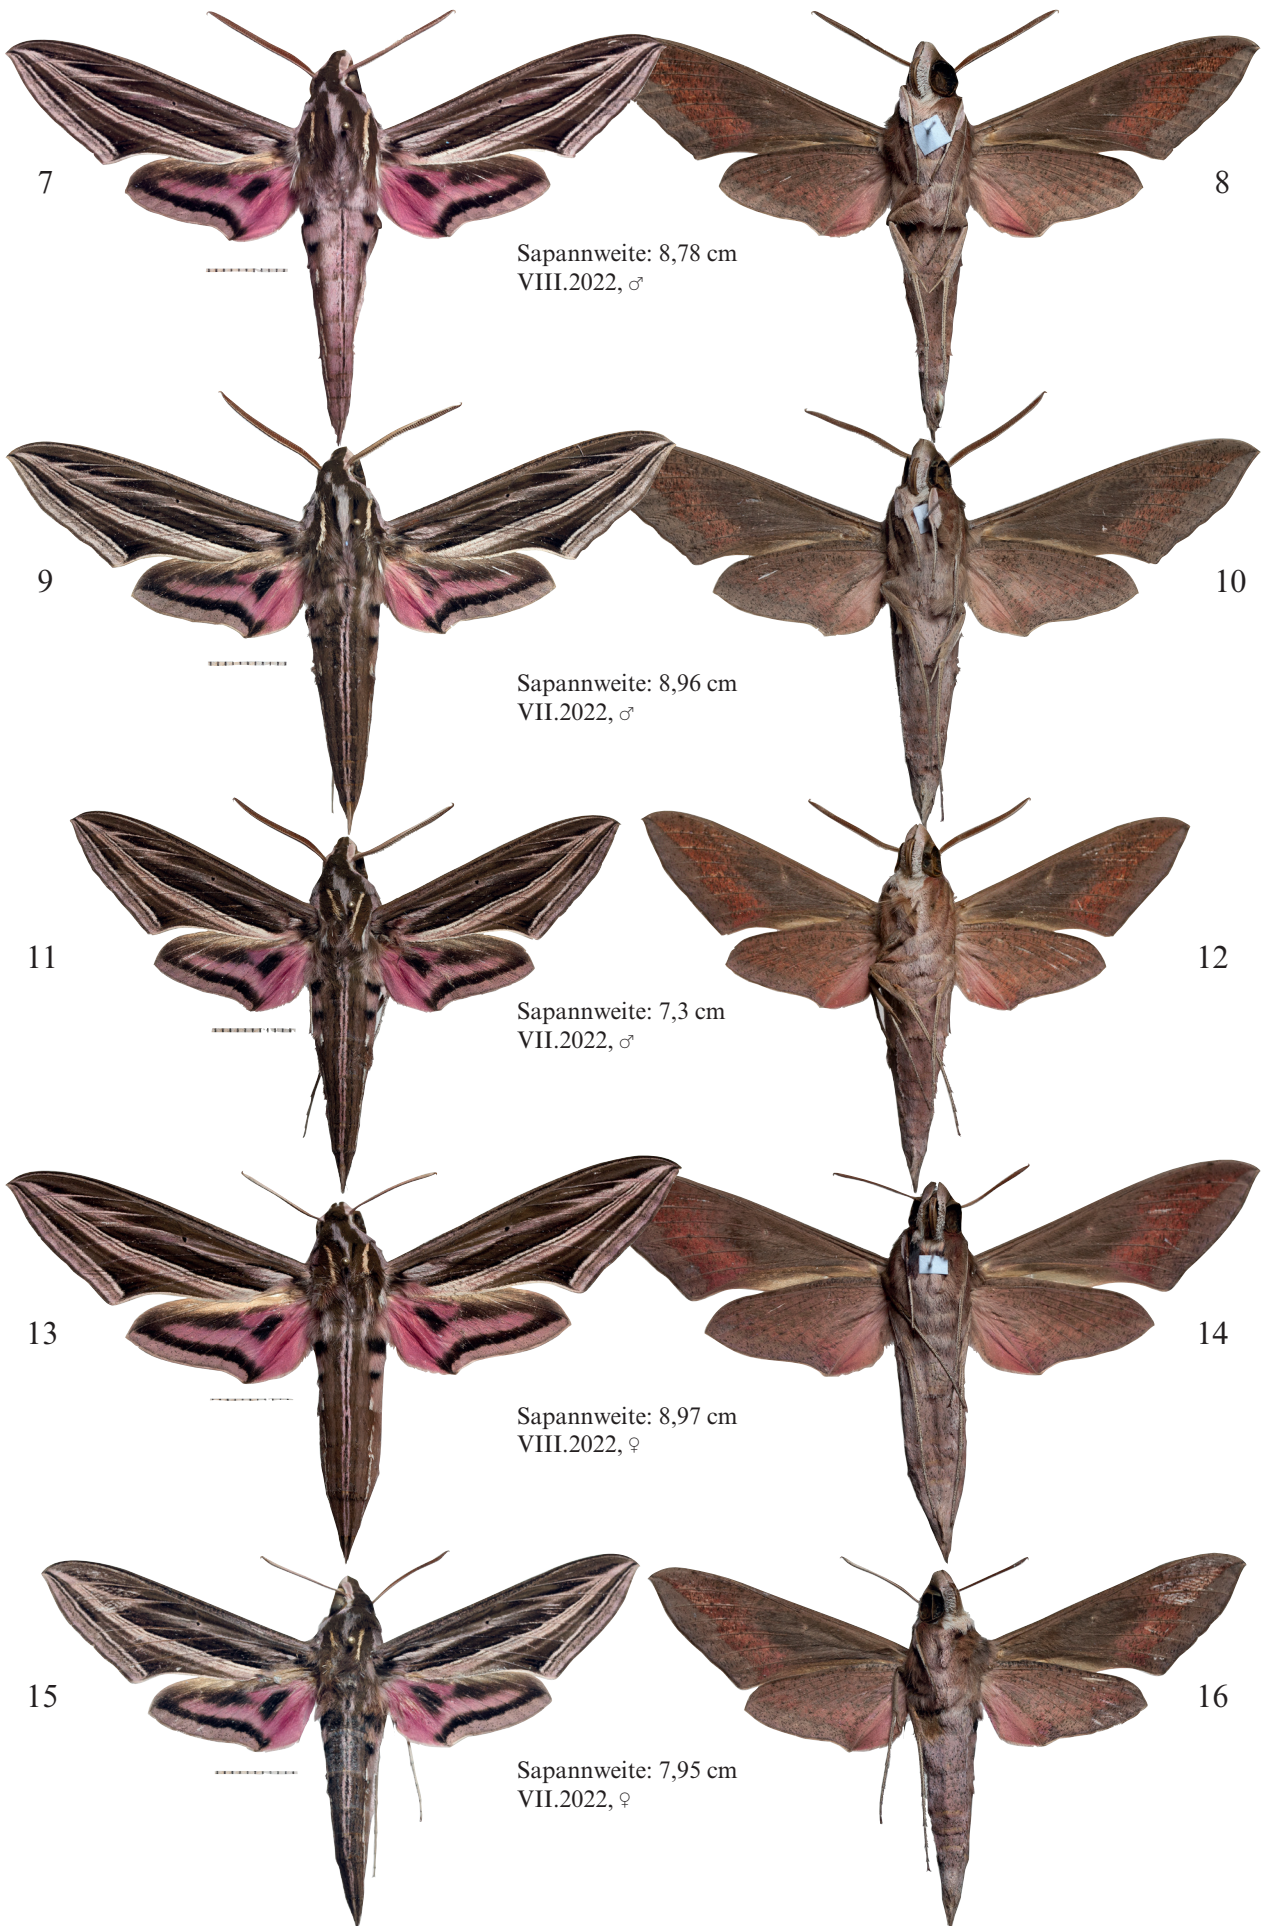 7
8
Sapannweite: 8,78 cm
VIII.2022, ♂
9
10
Sapannweite: 8,96 cm
VII.2022, ♂
11
12
Sapannweite: 7,3 cm
VII.2022, ♂
13
14
Sapannweite: 8,97 cm
VIII.2022, ♀
15
16
Sapannweite: 7,95 cm
VII.2022, ♀